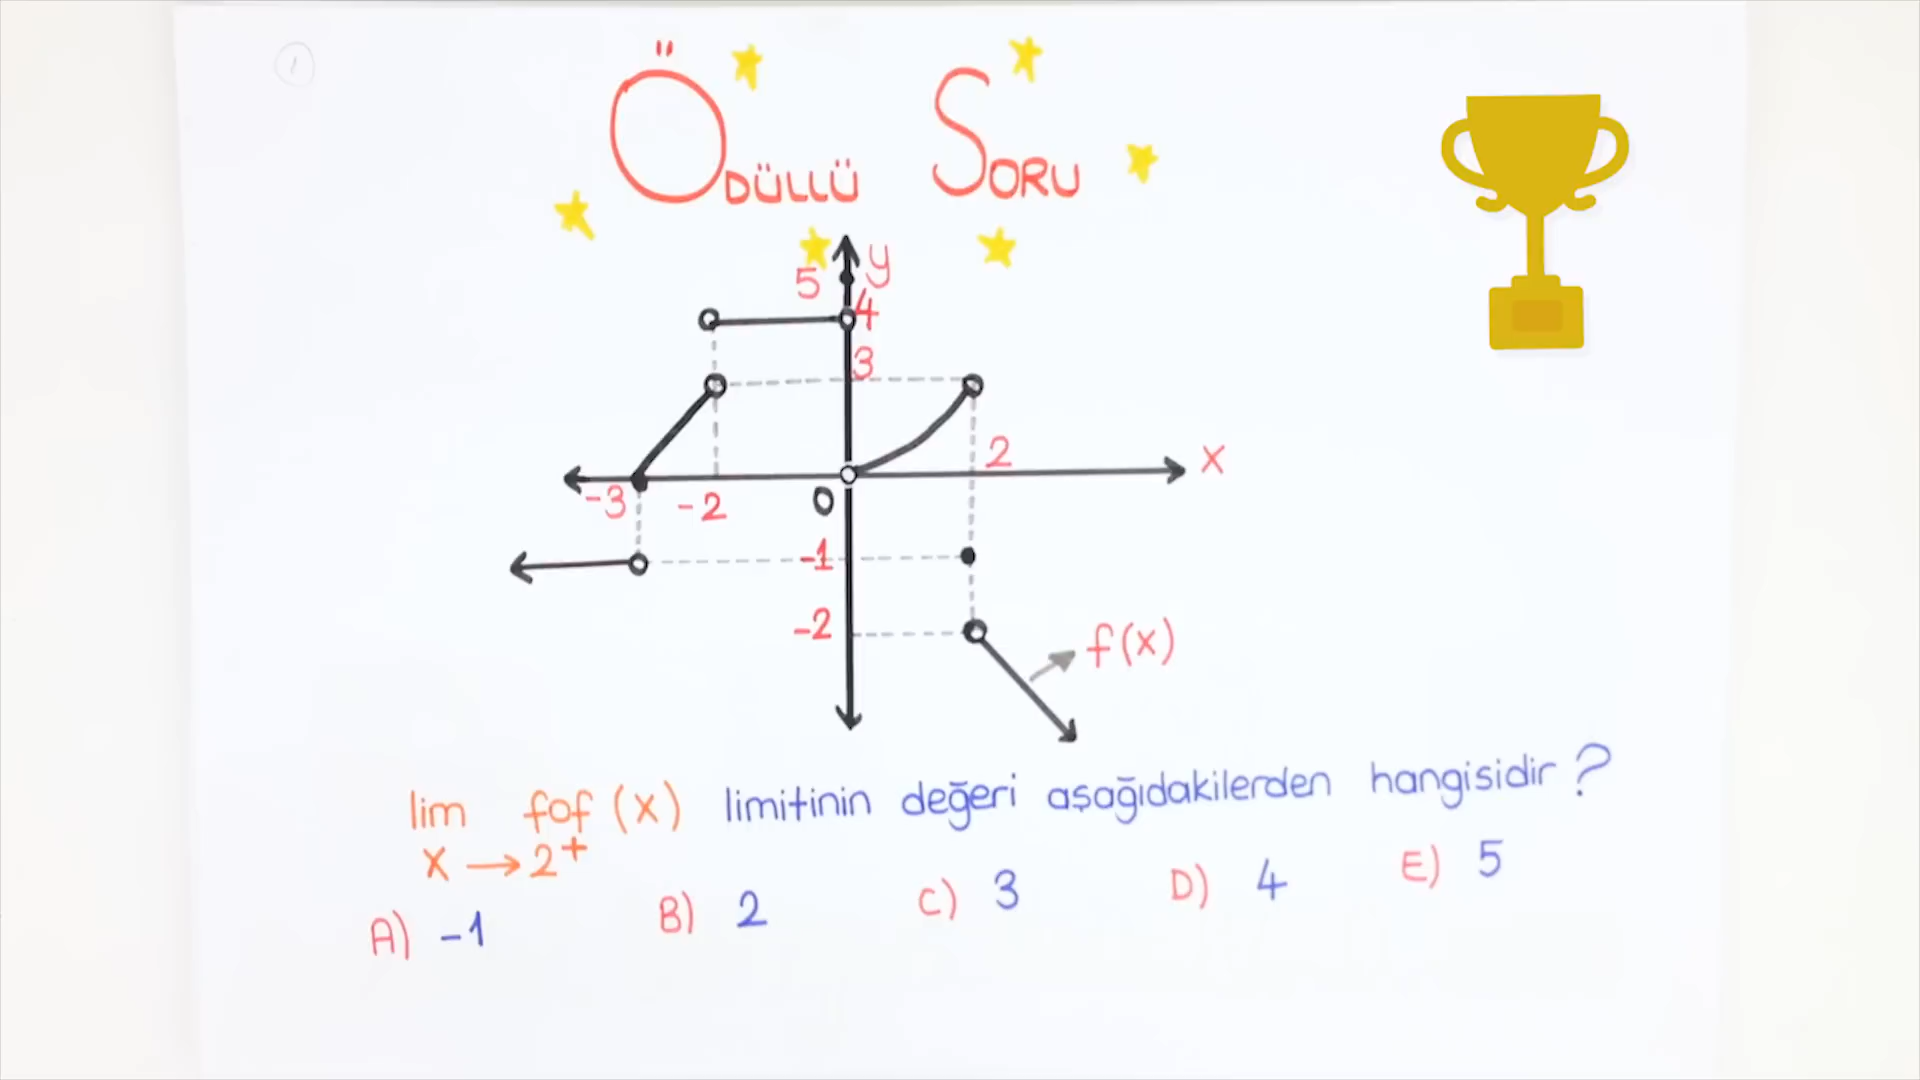 1
ÖDÜLLÜ SORU
y
5
4
3
2
x
-3
-2
0
-1
-2
f(x)
lim fof(x) limitinin değeri aşağıdakilerden hangisidir?
x→2⁺
A) -1 B) 2 C) 3 D) 4 E) 5